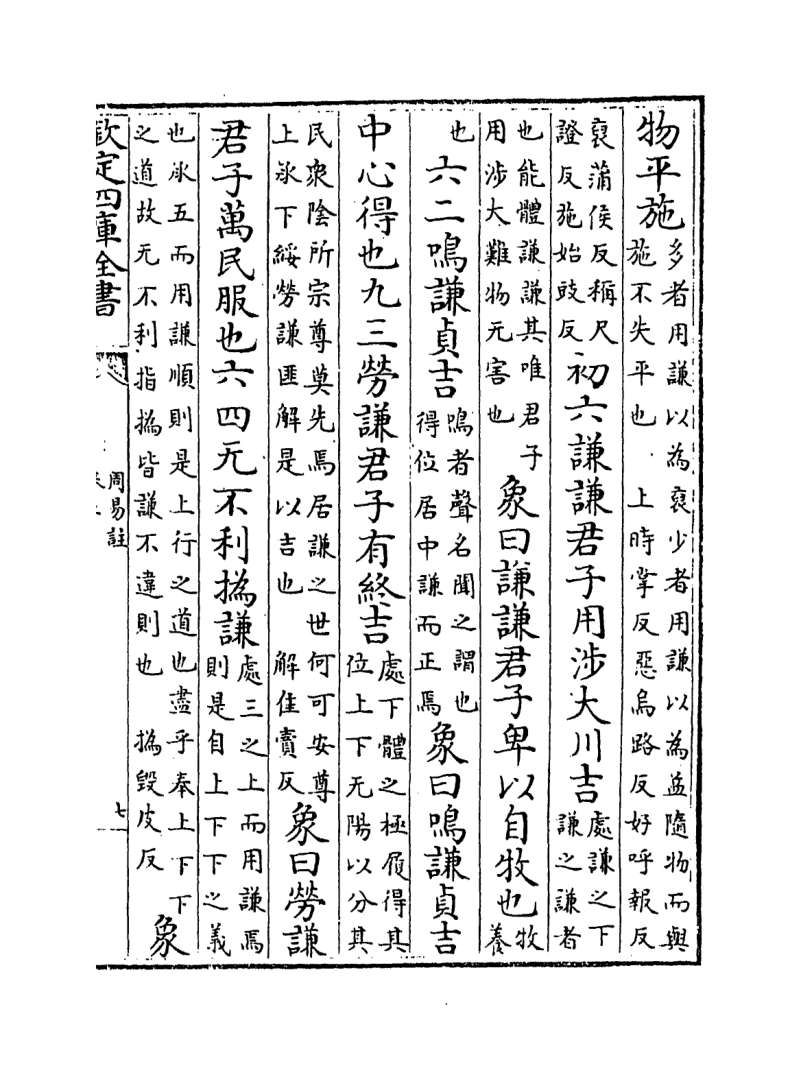 物平施多者用謙以為裒少者用謙以為益隨物而與施不失平也 上時掌反惡烏路反好呼報反
裒蒲侯反稱尺證反施始豉反初六謙謙君子用涉大川吉處謙之下謙之謙者
也能體謙謙其唯君子用涉大難物无害也象曰謙謙君子卑以自牧也牧養
也六二鳴謙貞吉鳴者聲名聞之謂也得位居中謙而正焉象曰鳴謙貞吉
中心得也九三勞謙君子有終吉處下體之極履得其位上下无陽以分其
民衆陰所宗尊莫先焉居謙之世何可安尊上承下綏勞謙匪解是以吉也 解佳賣反象曰勞謙
君子萬民服也六四无不利撝謙處三之上而用謙焉則是自上下下之義
也承五而用謙順則是上行之道也盡乎奉上下下之道故无不利指撝皆謙不違則也 撝毀皮反象
欽定四庫全書
周易註
七